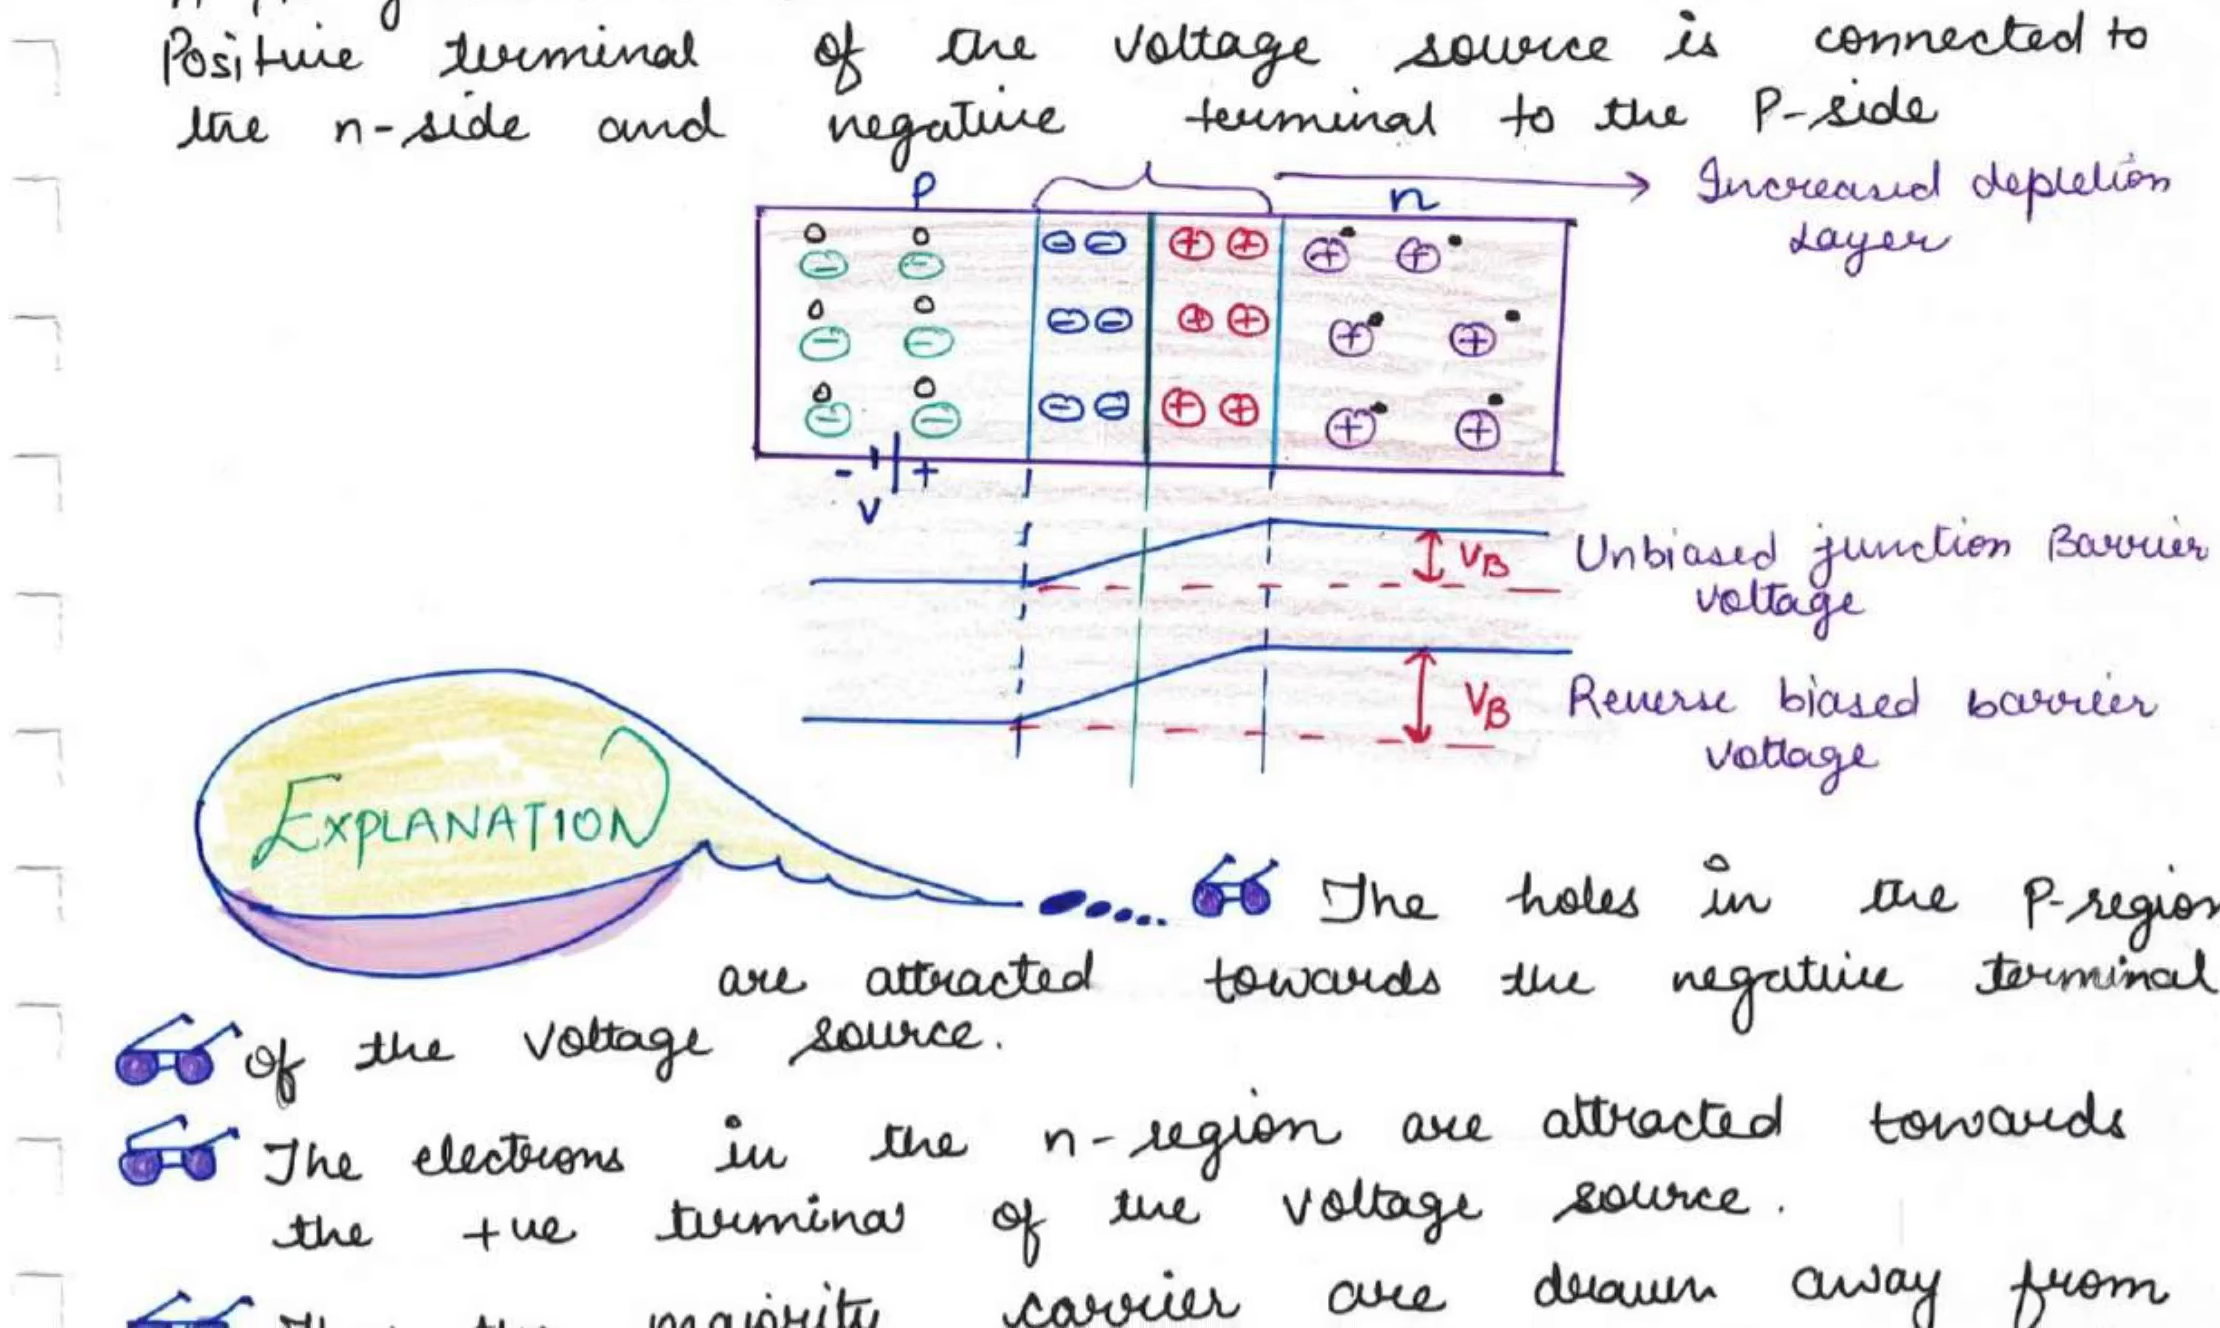 Positive terminal of the voltage source is connected to
the n-side and negative terminal to the P-side
P
n
Increased depletion
Layer
- +
V
VB
Unbiased junction Barrier
voltage
VB
Reverse biased barrier
voltage
EXPLANATION
The holes in the P-region
are attracted towards the negative terminal
of the voltage source.
The electrons in the n-region are attracted towards
the +ve terminal of the voltage source.
the majority carrier are drawn away from